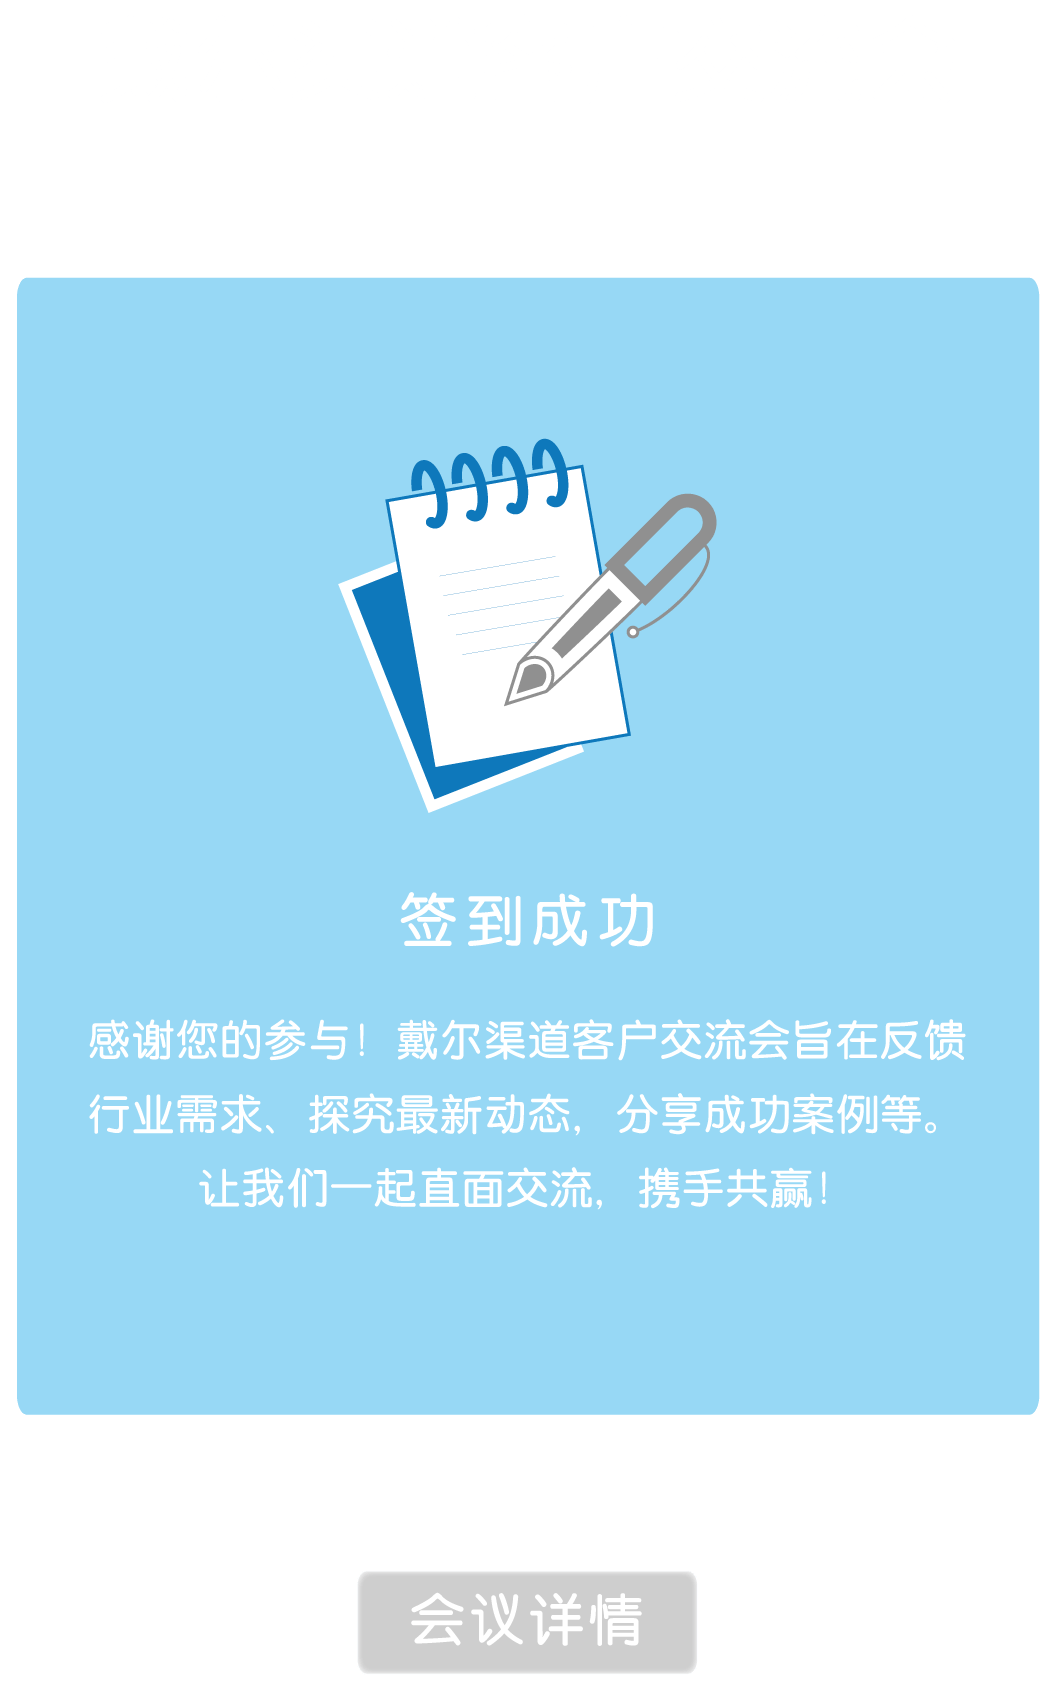 签到成功
感谢您的参与！戴尔渠道客户交流会旨在反馈
行业需求、探究最新动态，分享成功案例等。
让我们一起直面交流，携手共赢！
会议详情